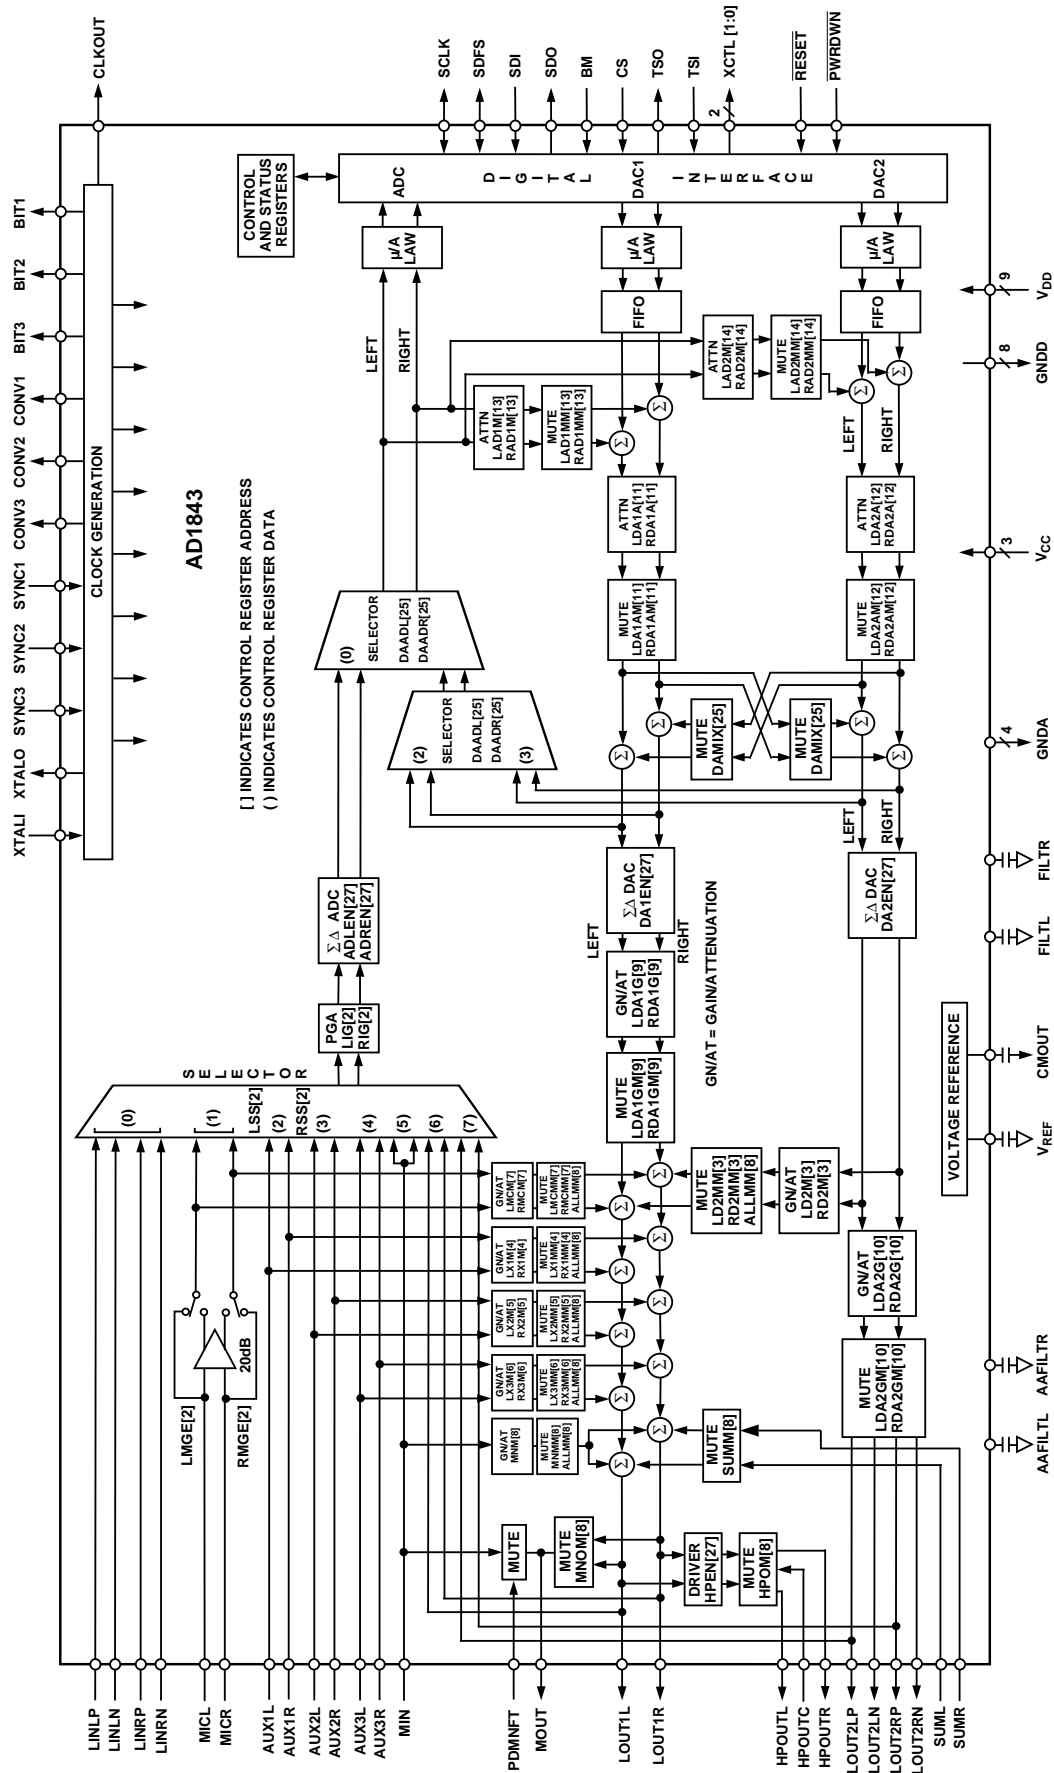 LINLP
LINLN
LINRP
LINRN
MICL
MICR
AUX1L
AUX1R
AUX2L
AUX2R
AUX3L
AUX3R
MIN
PDMNFT
MOUT
LOUT1L
LOUT1R
HPOUTL
HPOUTC
HPOUTR
LOUT2LP
LOUT2LN
LOUT2RP
LOUT2RN
SUML
SUMR
XTALI
XTALO
SYNC3
SYNC2
SYNC1
CONV3
CONV2
CONV1
BIT3
BIT2
BIT1
CLKOUT
SCLK
SDFS
SDI
SDO
BM
CS
TSO
TSI
XCTL [1:0]
2
RESET
PWRDWN
AAFILTL
AAFILTR
VREF
CMOUT
FILTL
FILTR
GNDA
4
VCC
3
GNDD
8
VDD
9
CLOCK GENERATION
AD1843
[ ] INDICATES CONTROL REGISTER ADDRESS
( ) INDICATES CONTROL REGISTER DATA
CONTROL
AND STATUS
REGISTERS
DIGITAL INTERFACE
ADC
DAC1
DAC2
LMGE[2]
RMGE[2]
20dB
SELECTOR
(0)
(1)
LSS[2]
(2)
RSS[2]
(3)
(4)
(5)
(6)
(7)
PGA
LIG[2]
RIG[2]
ΣΔ ADC
ADLEN[27]
ADREN[27]
(0)
SELECTOR
DAADL[25]
DAADR[25]
(2)
SELECTOR
DAADL[25]
DAADR[25]
(3)
LEFT
RIGHT
µ/A
LAW
µ/A
LAW
µ/A
LAW
FIFO
FIFO
ATTN
LAD1M[13]
RAD1M[13]
MUTE
LAD1MM[13]
RAD1MM[13]
Σ
Σ
ATTN
LAD2M[14]
RAD2M[14]
MUTE
LAD2MM[14]
RAD2MM[14]
Σ
Σ
LEFT
RIGHT
ATTN
LDA1A[11]
RDA1A[11]
ATTN
LDA2A[12]
RDA2A[12]
MUTE
LDA1AM[11]
RDA1AM[11]
MUTE
LDA2AM[12]
RDA2AM[12]
Σ
Σ
MUTE
DAMIX[25]
MUTE
DAMIX[25]
Σ
Σ
LEFT
RIGHT
ΣΔ DAC
DA1EN[27]
ΣΔ DAC
DA2EN[27]
LEFT
RIGHT
GN/AT
LDA1G[9]
RDA1G[9]
GN/AT = GAIN/ATTENUATION
MUTE
LDA1GM[9]
RDA1GM[9]
VOLTAGE REFERENCE
GN/AT
LMCM[7]
RMCM[7]
MUTE
LMCMM[7]
RMCMM[7]
ALLMM[8]
Σ
Σ
MUTE
LD2MM[3]
RD2MM[3]
ALLMM[8]
GN/AT
LD2M[3]
RD2M[3]
GN/AT
LX1M[4]
RX1M[4]
MUTE
LX1MM[4]
RX1MM[4]
ALLMM[8]
Σ
Σ
GN/AT
LDA2G[10]
RDA2G[10]
GN/AT
LX2M[5]
RX2M[5]
MUTE
LX2MM[5]
RX2MM[5]
ALLMM[8]
Σ
Σ
GN/AT
LX3M[6]
RX3M[6]
MUTE
LX3MM[6]
RX3MM[6]
ALLMM[8]
Σ
Σ
MUTE
LDA2GM[10]
RDA2GM[10]
GN/AT
MNM[8]
MUTE
MNMM[8]
ALLMM[8]
Σ
Σ
MUTE
SUMM[8]
MUTE
MUTE
MNOM[8]
DRIVER
HPEN[27]
MUTE
HPOM[8]